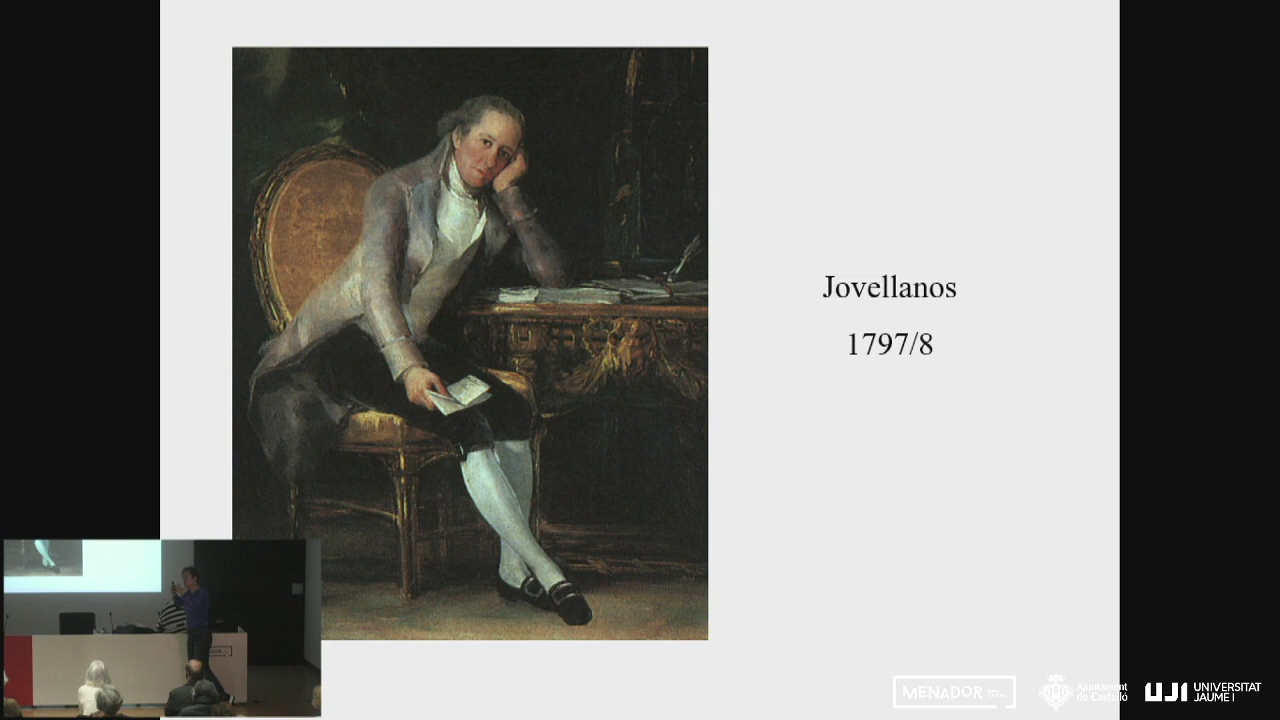 Jovellanos
1797/8
MENADOR
Ajuntament
de Castelló
UJI UNIVERSITAT
JAUME I